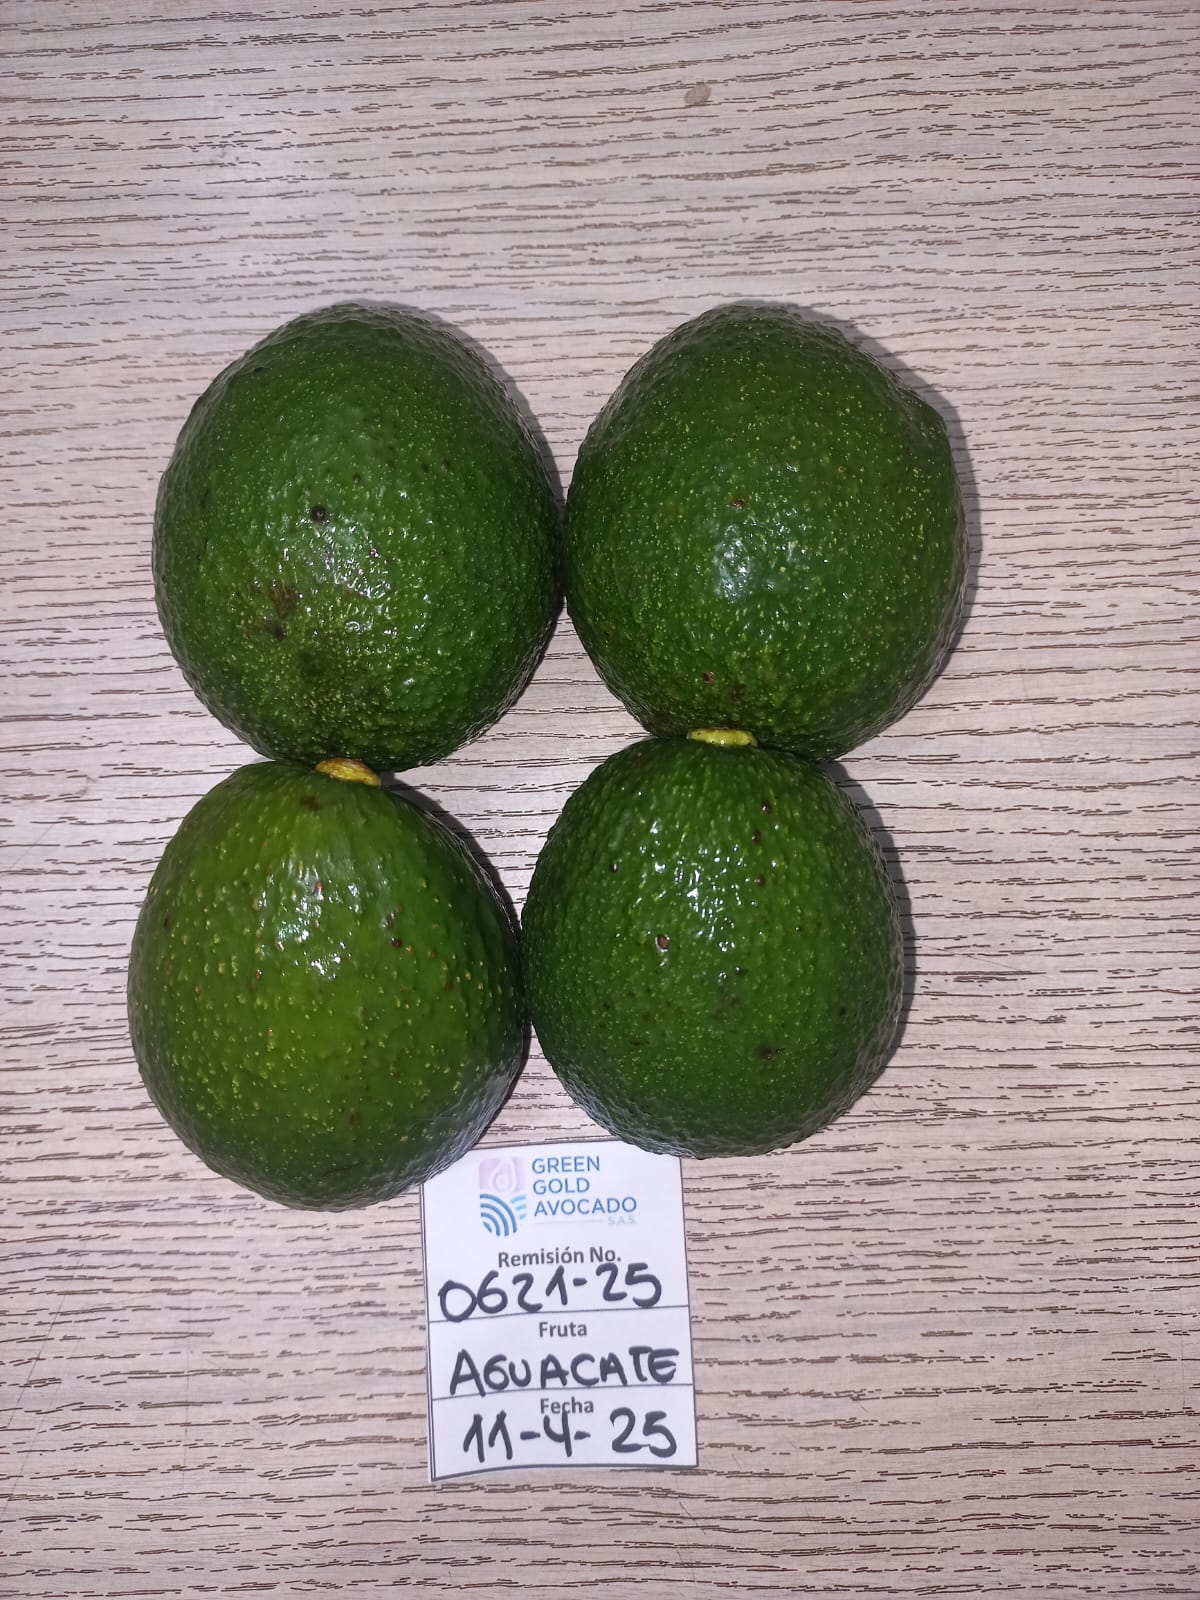 GREEN
GOLD
AVOCADO
S.A.S.
Remisión No.
0621-25
Fruta
AGUACATE
Fecha
11-4-25